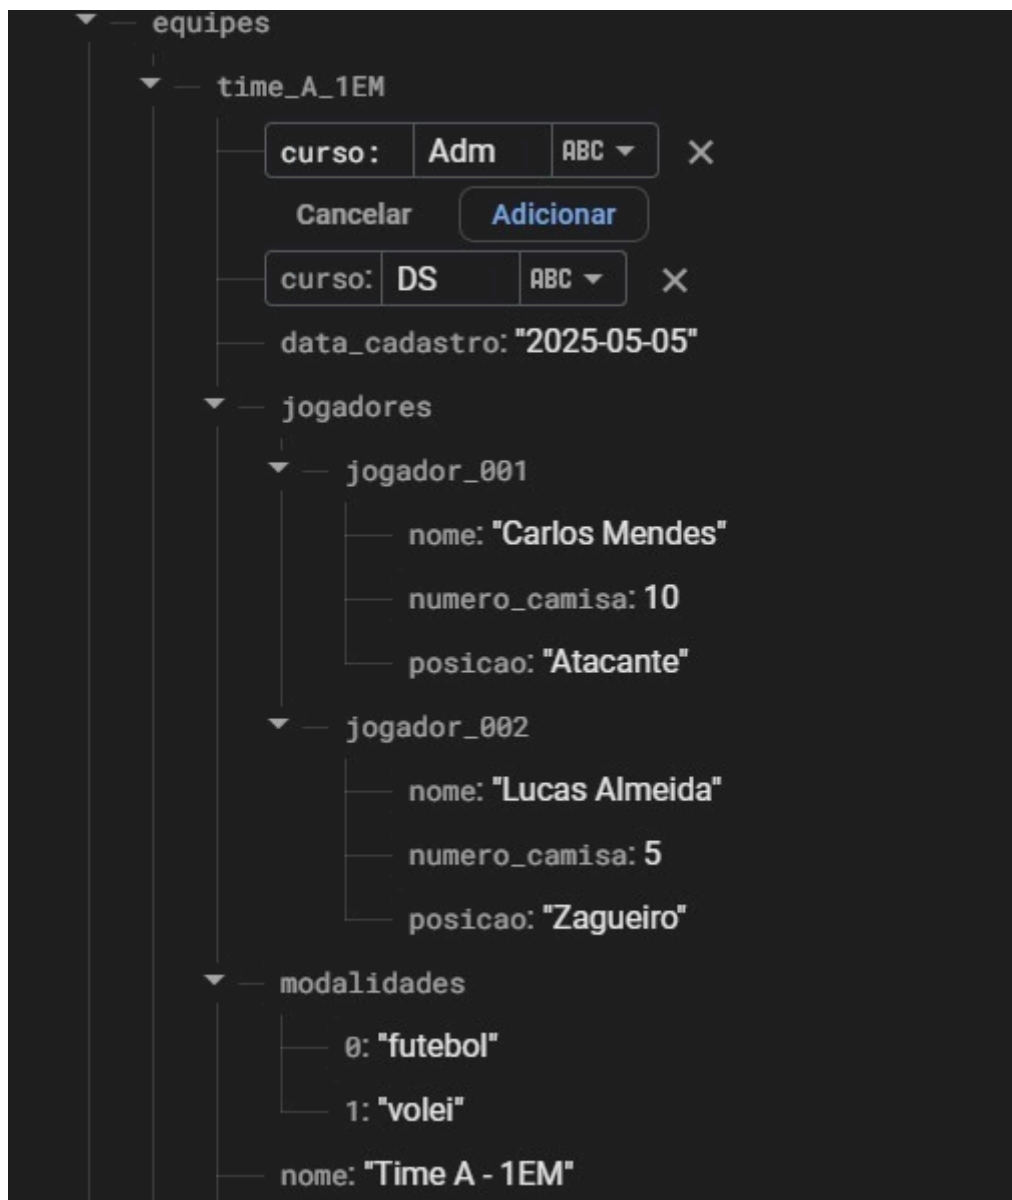 equipes
time_A_1EM
curso: Adm ABC
Cancelar Adicionar
curso: DS ABC
data_cadastro: "2025-05-05"
jogadores
jogador_001
nome: "Carlos Mendes"
numero_camisa: 10
posicao: "Atacante"
jogador_002
nome: "Lucas Almeida"
numero_camisa: 5
posicao: "Zagueiro"
modalidades
0: "futebol"
1: "volei"
nome: "Time A - 1EM"